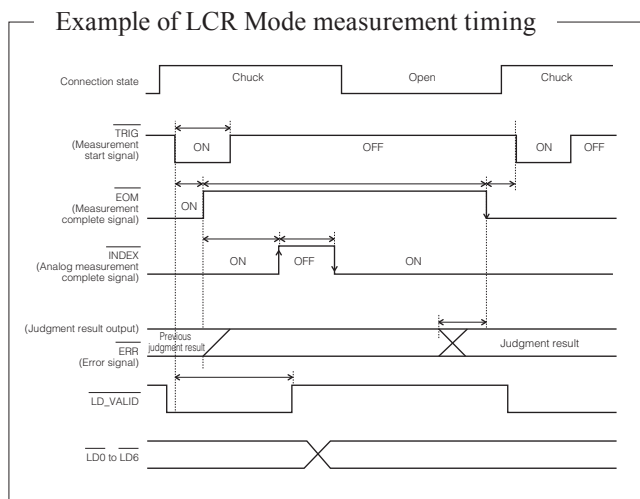 Example of LCR Mode measurement timing
Connection state
Chuck
Open
Chuck
TRIG
(Measurement
start signal)
ON
OFF
ON
OFF
EOM
(Measurement
complete signal)
ON
INDEX
(Analog measurement
complete signal)
ON
OFF
ON
(Judgment result output)
ERR
(Error signal)
Previous
judgment result
Judgment result
LD_VALID
LD0 to LD6